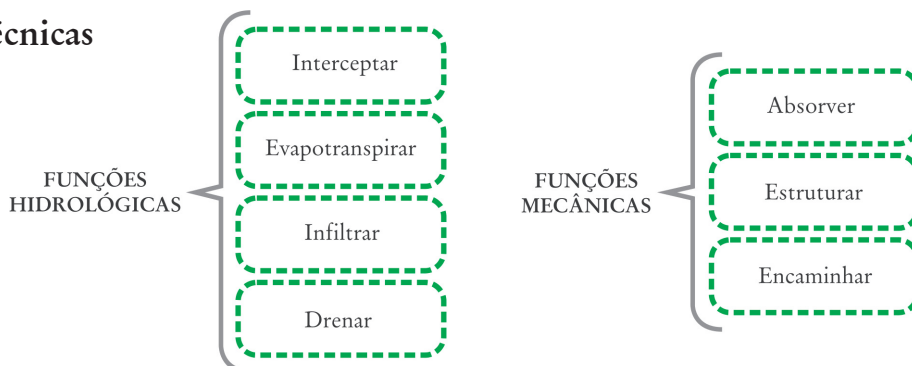 écnicas
FUNÇÕES
HIDROLÓGICAS
Interceptar
Evapotranspirar
Infiltrar
Drenar
FUNÇÕES
MECÂNICAS
Absorver
Estruturar
Encaminhar